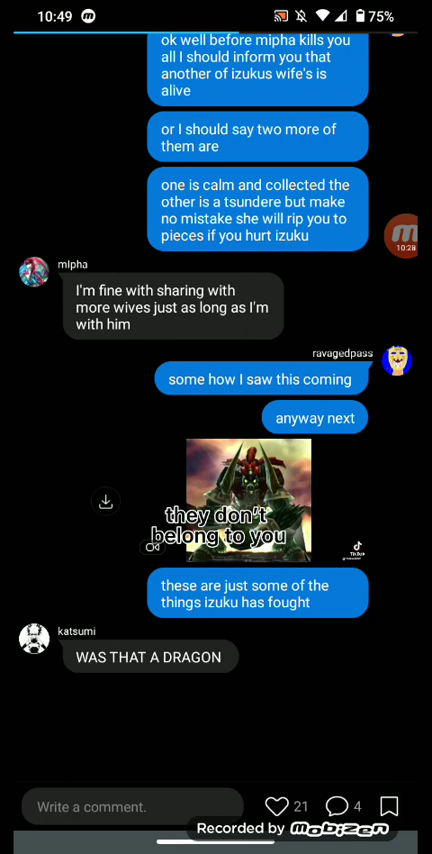 10:49
75%
ok well before mipha kills you
all I should inform you that
another of izukus wife's is
alive
or I should say two more of
them are
one is calm and collected the
other is a tsundere but make
no mistake she will rip you to
pieces if you hurt izuku
10:28
mIpha
I'm fine with sharing with
more wives just as long as I'm
with him
ravagedpass
some how I saw this coming
anyway next
they don't
belong to you
TikTok
these are just some of the
things izuku has fought
katsumi
WAS THAT A DRAGON
Write a comment.
21
4
Recorded by mobizen